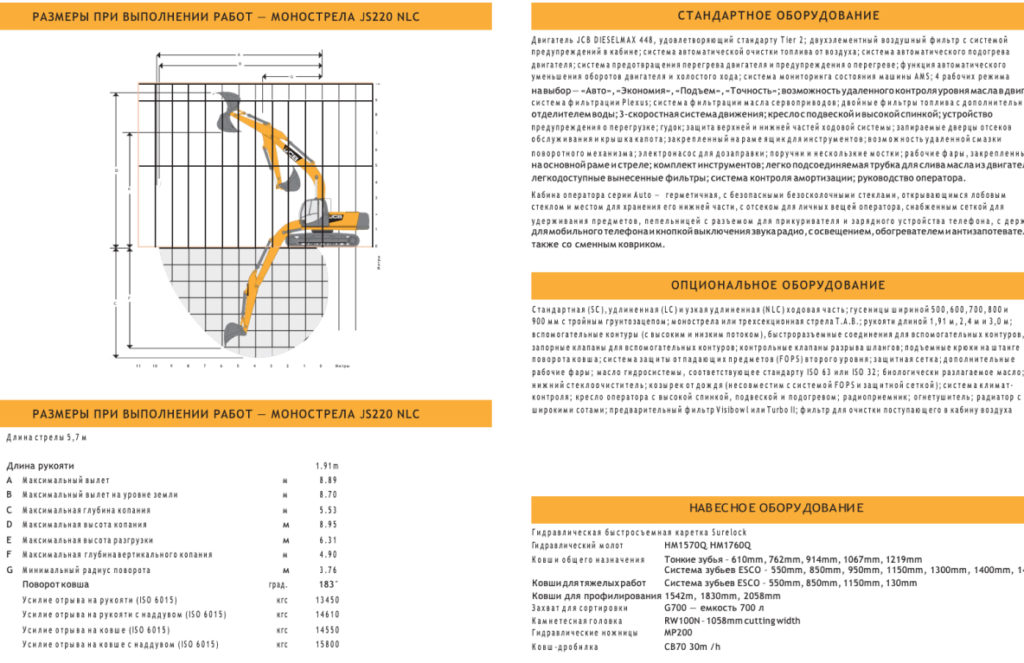 РАЗМЕРЫ ПРИ ВЫПОЛНЕНИИ РАБОТ — МОНОСТРЕЛА JS220 NLC
Метры
11 10 9 8 7 6 5 4 3 2 1 0 Метры
РАЗМЕРЫ ПРИ ВЫПОЛНЕНИИ РАБОТ — МОНОСТРЕЛА JS220 NLC
Длина стрелы 5,7 м
Длина рукояти 1.91m
A Максимальный вылет м 8.89
B Максимальный вылет на уровне земли м 8.70
C Максимальная глубина копания м 5.53
D Максимальная высота копания м 8.95
E Максимальная высота разгрузки м 6.31
F Максимальная глубина вертикального копания м 4.90
G Минимальный радиус поворота м 3.76
Поворот ковша град. 183°
Усилие отрыва на рукояти (ISO 6015) кгс 13450
Усилие отрыва на рукояти с наддувом (ISO 6015) кгс 14610
Усилие отрыва на ковше (ISO 6015) кгс 14550
Усилие отрыва на ковше с наддувом (ISO 6015) кгс 15800
СТАНДАРТНОЕ ОБОРУДОВАНИЕ
Двигатель JCB DIESELMAX 448, удовлетворяющий стандарту Tier 2; двухэлементный воздушный фильтр с системой
предупреждений в кабине; система автоматической очистки топлива от воздуха; система автоматического подогрева
двигателя; система предотвращения перегрева двигателя и предупреждения о перегреве; функция автоматического
уменьшения оборотов двигателя и холостого хода; система мониторинга состояния машины AMS; 4 рабочих режима
на выбор — «Авто», «Экономия», «Подъем», «Точность»; возможность удаленного контроля уровня масла в двиг
система фильтрации Plexus; система фильтрации масла сервоприводов; двойные фильтры топлива с дополнительн
отделителем воды; 3-скоростная система движения; кресло с подвеской и высокой спинкой; устройство
предупреждения о перегрузке; гудок; защита верхней и нижней частей ходовой системы; запираемые дверцы отсеков
обслуживания и крышка капота; закрепленный на раме ящик для инструментов; возможность удаленной смазки
поворотного механизма; электронасос для дозаправки; поручни и нескользкие мостки; рабочие фары, закрепленны
на основной раме и стреле; комплект инструментов; легко подсоединяемая трубка для слива масла из двигател
легкодоступные вынесенные фильтры; система контроля амортизации; руководство оператора.
Кабина оператора серии Auto — герметичная, с безопасными безосколочными стеклами, открывающимся лобовым
стеклом и местом для хранения его нижней части, с отсеком для личных вещей оператора, снабженным сеткой для
удерживания предметов, пепельницей с разъемом для прикуривателя и зарядного устройства телефона, с держ
для мобильного телефона и кнопкой выключения звука радио, с освещением, обогревателем и антизапотевате
также со сменным ковриком.
ОПЦИОНАЛЬНОЕ ОБОРУДОВАНИЕ
Стандартная (SC), удлиненная (LC) и узкая удлиненная (NLC) ходовая часть; гусеницы шириной 500, 600, 700, 800 и
900 мм с тройным грунтозацепом; монострела или трехсекционная стрела T.A.B.; рукояти длиной 1,91 м, 2,4 м и 3,0 м;
вспомогательные контуры (с высоким и низким потоком), быстроразъемные соединения для вспомогательных контуров,
запорные клапаны для вспомогательных контуров; контрольные клапаны разрыва шлангов; подъемные крюки на штанге
поворота ковша; система защиты от падающих предметов (FOPS) второго уровня; защитная сетка; дополнительные
рабочие фары; масло гидросистемы, соответствующее стандарту ISO 63 или ISO 32; биологически разлагаемое масло;
нижний стеклоочиститель; козырек от дождя (несовместим с системой FOPS и защитной сеткой); система климат-
контроля; кресло оператора с высокой спинкой, подвеской и подогревом; радиоприемник; огнетушитель; радиатор с
широкими сотами; предварительный фильтр Visibowl или Turbo II; фильтр для очистки поступающего в кабину воздуха
НАВЕСНОЕ ОБОРУДОВАНИЕ
Гидравлическая быстросъемная каретка Surelock
Гидравлический молот HM1570Q HM1760Q
Ковши общего назначения Тонкие зубья - 610mm, 762mm, 914mm, 1067mm, 1219mm
Система зубьев ESCO - 550mm, 850mm, 950mm, 1150mm, 1300mm, 1400mm, 14
Ковши для тяжелых работ Система зубьев ESCO - 550mm, 850mm, 1150mm, 130mm
Ковши для профилирования 1542m, 1830mm, 2058mm
Захват для сортировки G700 — емкость 700 л
Камнетесная головка RW100N - 1058mm cutting width
Гидравлические ножницы MP200
Ковш-дробилка CB70 30m /h